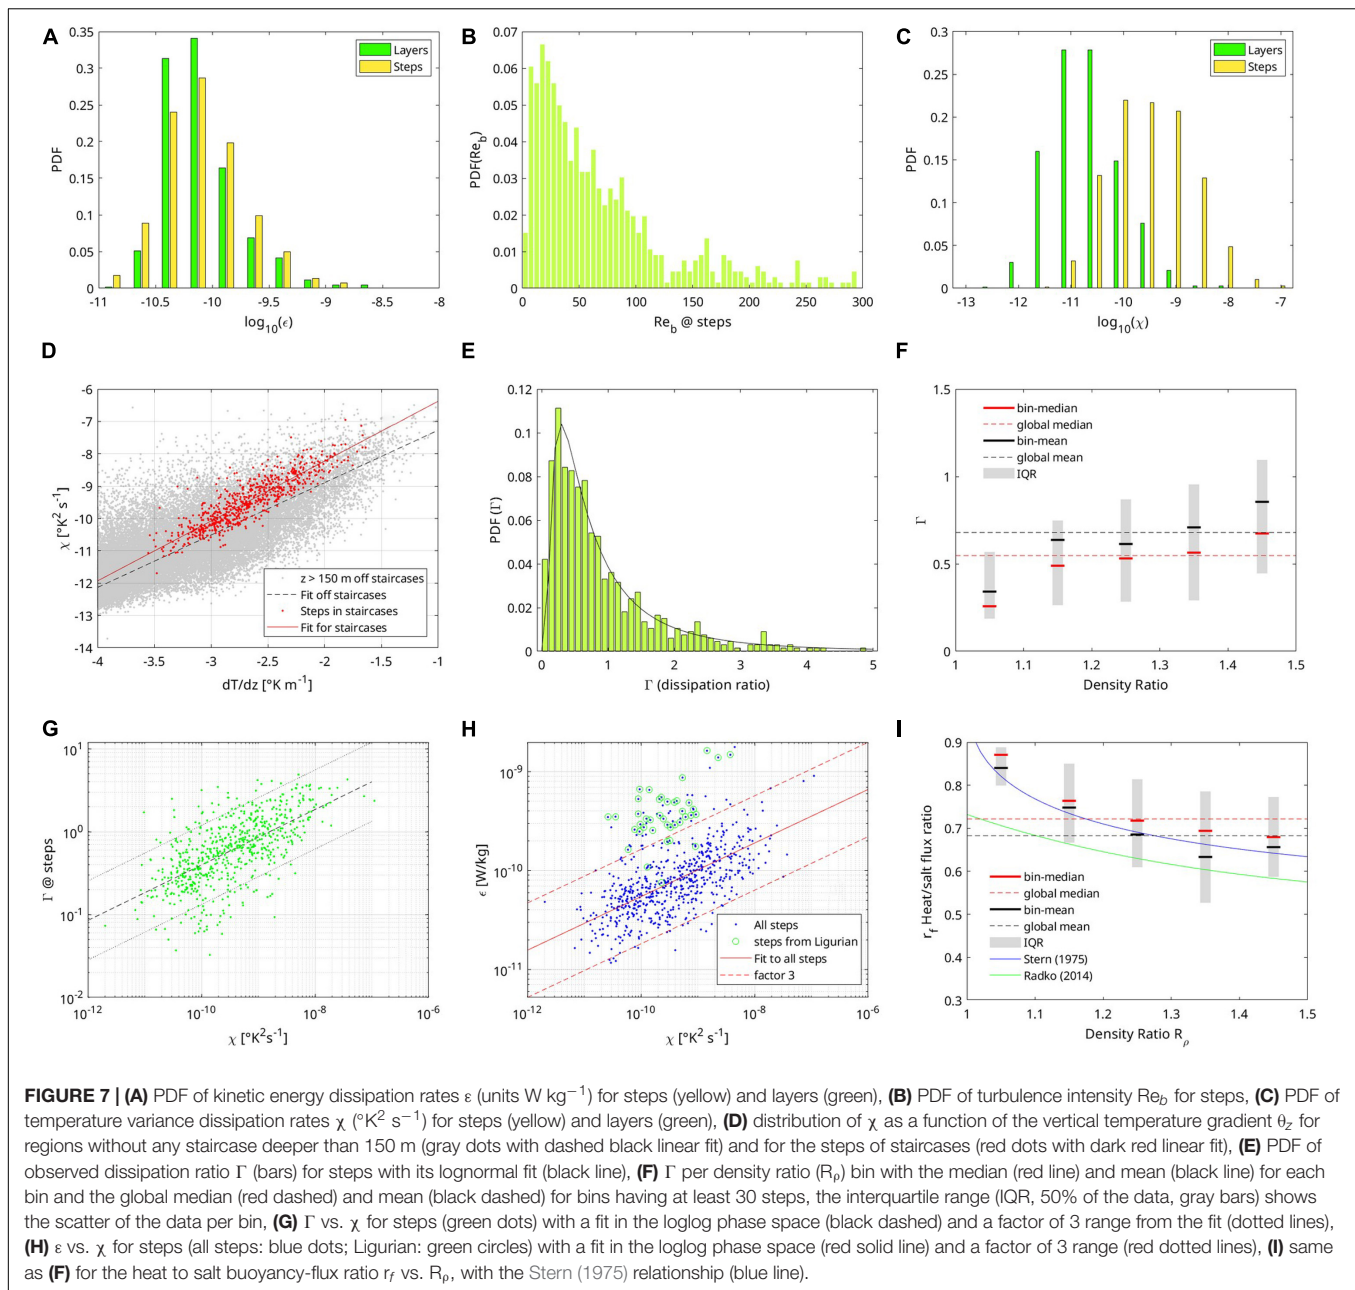 A
0.35
0.3
0.25
0.2
0.15
0.1
0.05
0
PDF
Layers
Steps
-11
-10.5
-10
-9.5
-9
-8.5
-8
log10(ϵ)
B
0.07
0.06
0.05
0.04
0.03
0.02
0.01
0
PDF(Reb)
0
50
100
150
200
250
300
Reb @ steps
C
0.3
0.25
0.2
0.15
0.1
0.05
0
PDF
Layers
Steps
-13
-12
-11
-10
-9
-8
-7
log10(χ)
D
-6
-7
-8
-9
-10
-11
-12
-13
-14
χ [°K² s⁻¹]
z > 150 m off staircases
Fit off staircases
Steps in staircases
Fit for staircases
-4
-3.5
-3
-2.5
-2
-1.5
-1
dT/dz [°K m⁻¹]
E
0.12
0.1
0.08
0.06
0.04
0.02
0
PDF (Γ)
0
1
2
3
4
5
Γ (dissipation ratio)
F
1.5
1
0.5
0
Γ
bin-median
global median
bin-mean
global mean
IQR
1
1.1
1.2
1.3
1.4
1.5
Density Ratio
G
10¹
10⁰
10⁻¹
10⁻²
Γ @ steps
10⁻¹²
10⁻¹⁰
10⁻⁸
10⁻⁶
χ [°K²s⁻¹]
H
10⁻⁹
10⁻¹⁰
10⁻¹¹
ϵ [W/kg]
All steps
steps from Ligurian
Fit to all steps
factor 3
10⁻¹²
10⁻¹⁰
10⁻⁸
10⁻⁶
χ [°K² s⁻¹]
I
0.9
0.8
0.7
0.6
0.5
0.4
0.3
rf Heat/salt flux ratio
bin-median
global median
bin-mean
global mean
IQR
Stern (1975)
Radko (2014)
1
1.1
1.2
1.3
1.4
1.5
Density Ratio Rρ
FIGURE 7 | (A) PDF of kinetic energy dissipation rates ε (units W kg⁻¹) for steps (yellow) and layers (green), (B) PDF of turbulence intensity Reb for steps, (C) PDF of
temperature variance dissipation rates χ (°K² s⁻¹) for steps (yellow) and layers (green), (D) distribution of χ as a function of the vertical temperature gradient θz for
regions without any staircase deeper than 150 m (gray dots with dashed black linear fit) and for the steps of staircases (red dots with dark red linear fit), (E) PDF of
observed dissipation ratio Γ (bars) for steps with its lognormal fit (black line), (F) Γ per density ratio (Rρ) bin with the median (red line) and mean (black line) for each
bin and the global median (red dashed) and mean (black dashed) for bins having at least 30 steps, the interquartile range (IQR, 50% of the data, gray bars) shows
the scatter of the data per bin, (G) Γ vs. χ for steps (green dots) with a fit in the loglog phase space (black dashed) and a factor of 3 range from the fit (dotted lines),
(H) ε vs. χ for steps (all steps: blue dots; Ligurian: green circles) with a fit in the loglog phase space (red solid line) and a factor of 3 range (red dotted lines), (I) same
as (F) for the heat to salt buoyancy-flux ratio rf vs. Rρ, with the Stern (1975) relationship (blue line).